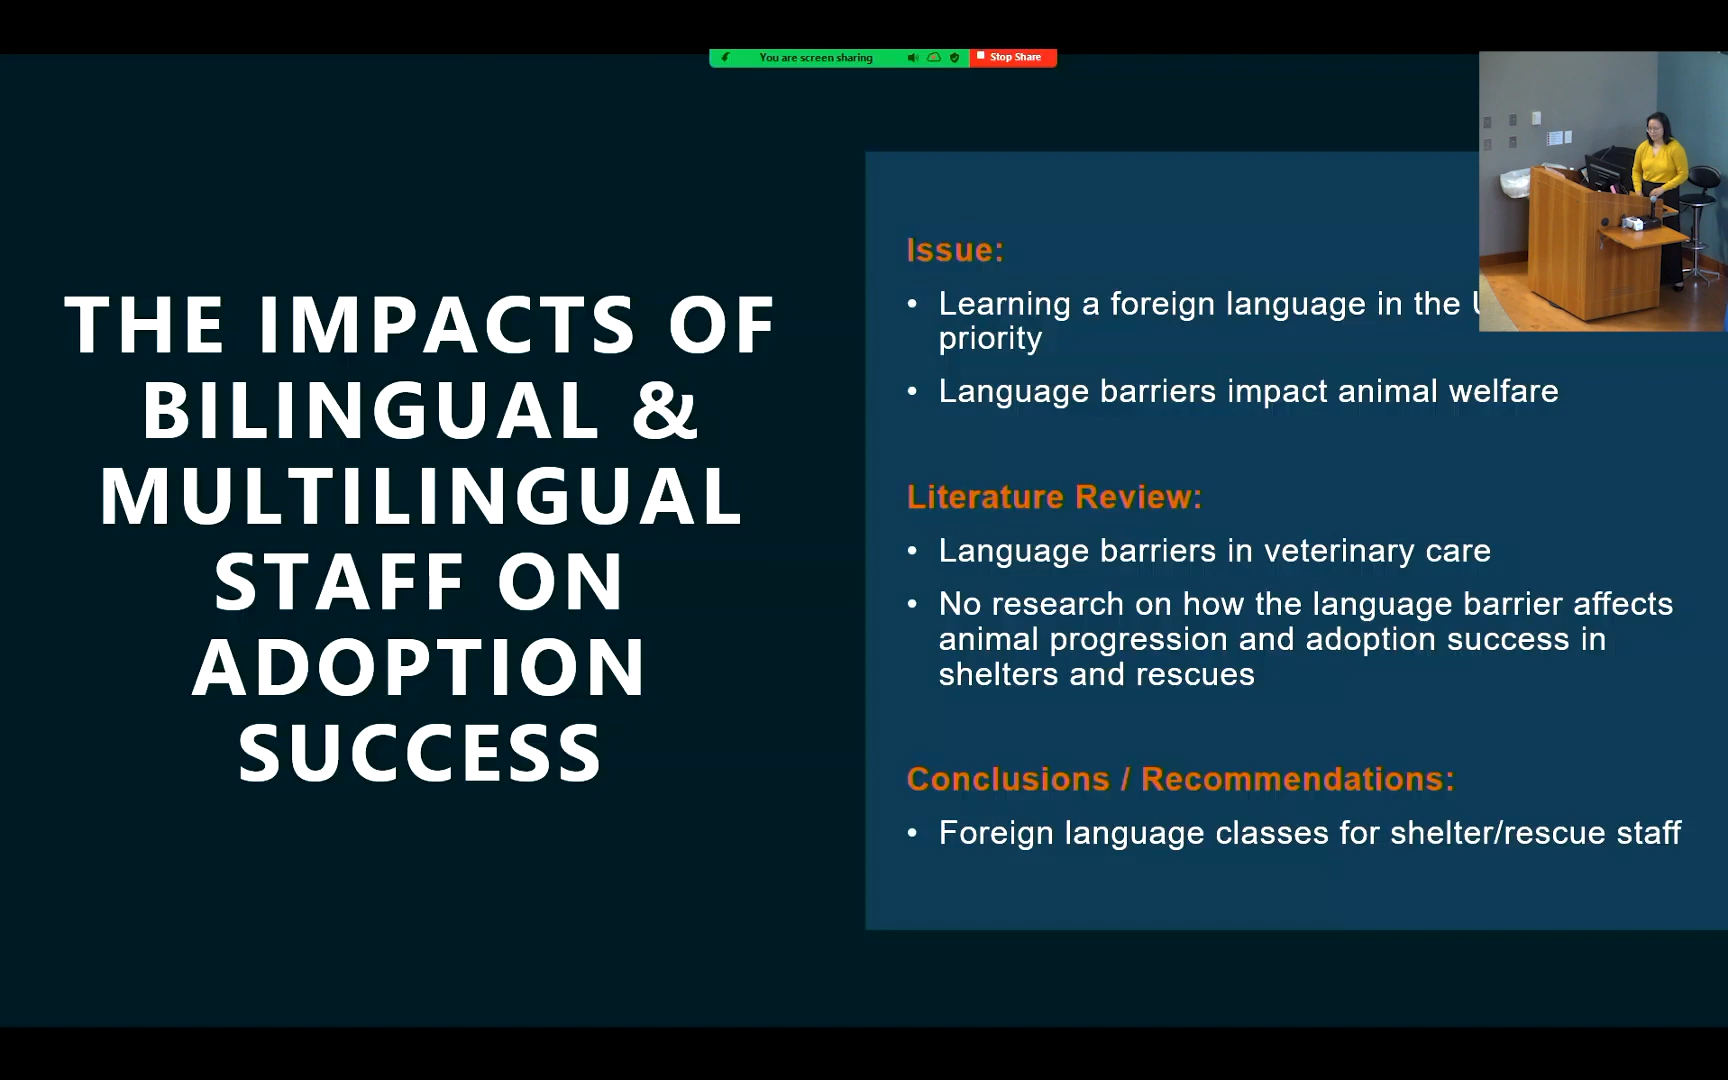 You are screen sharing
Stop Share
THE IMPACTS OF
BILINGUAL &
MULTILINGUAL
STAFF ON
ADOPTION
SUCCESS
Issue:
• Learning a foreign language in the
priority
• Language barriers impact animal welfare
Literature Review:
• Language barriers in veterinary care
• No research on how the language barrier affects
animal progression and adoption success in
shelters and rescues
Conclusions / Recommendations:
• Foreign language classes for shelter/rescue staff